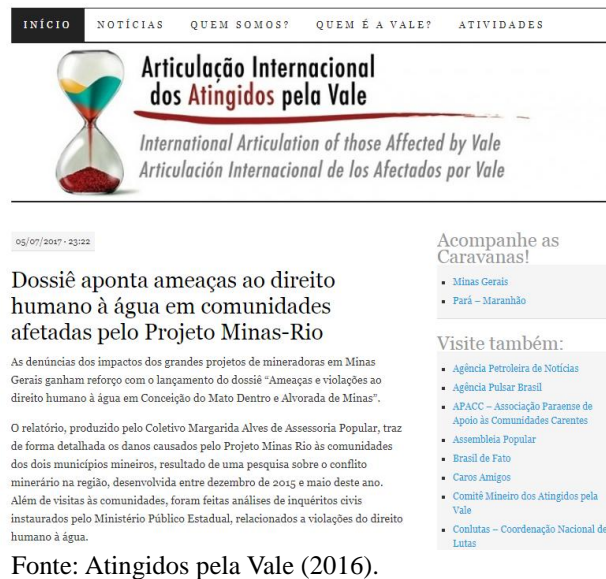 INÍCIO NOTÍCIAS QUEM SOMOS? QUEM É A VALE? ATIVIDADES
Articulação Internacional
dos Atingidos pela Vale
International Articulation of those Affected by Vale
Articulación Internacional de los Afectados por Vale
05/07/2017 · 23:22
Dossiê aponta ameaças ao direito
humano à água em comunidades
afetadas pelo Projeto Minas-Rio
As denúncias dos impactos dos grandes projetos de mineradoras em Minas
Gerais ganham reforço com o lançamento do dossiê “Ameaças e violações ao
direito humano à água em Conceição do Mato Dentro e Alvorada de Minas”.
O relatório, produzido pelo Coletivo Margarida Alves de Assessoria Popular, traz
de forma detalhada os danos causados pelo Projeto Minas Rio às comunidades
dos dois municípios mineiros, resultado de uma pesquisa sobre o conflito
minerário na região, desenvolvida entre dezembro de 2015 e maio deste ano.
Além de visitas às comunidades, foram feitas análises de inquéritos civis
instaurados pelo Ministério Público Estadual, relacionados a violações do direito
humano à água.
Acompanhe as
Caravanas!
Minas Gerais
Pará – Maranhão
Visite também:
Agência Petroleira de Notícias
Agência Pulsar Brasil
APACC – Associação Paraense de
Apoio às Comunidades Carentes
Assembleia Popular
Brasil de Fato
Caros Amigos
Comitê Mineiro dos Atingidos pela
Vale
Conlutas – Coordenação Nacional de
Lutas
Fonte: Atingidos pela Vale (2016).